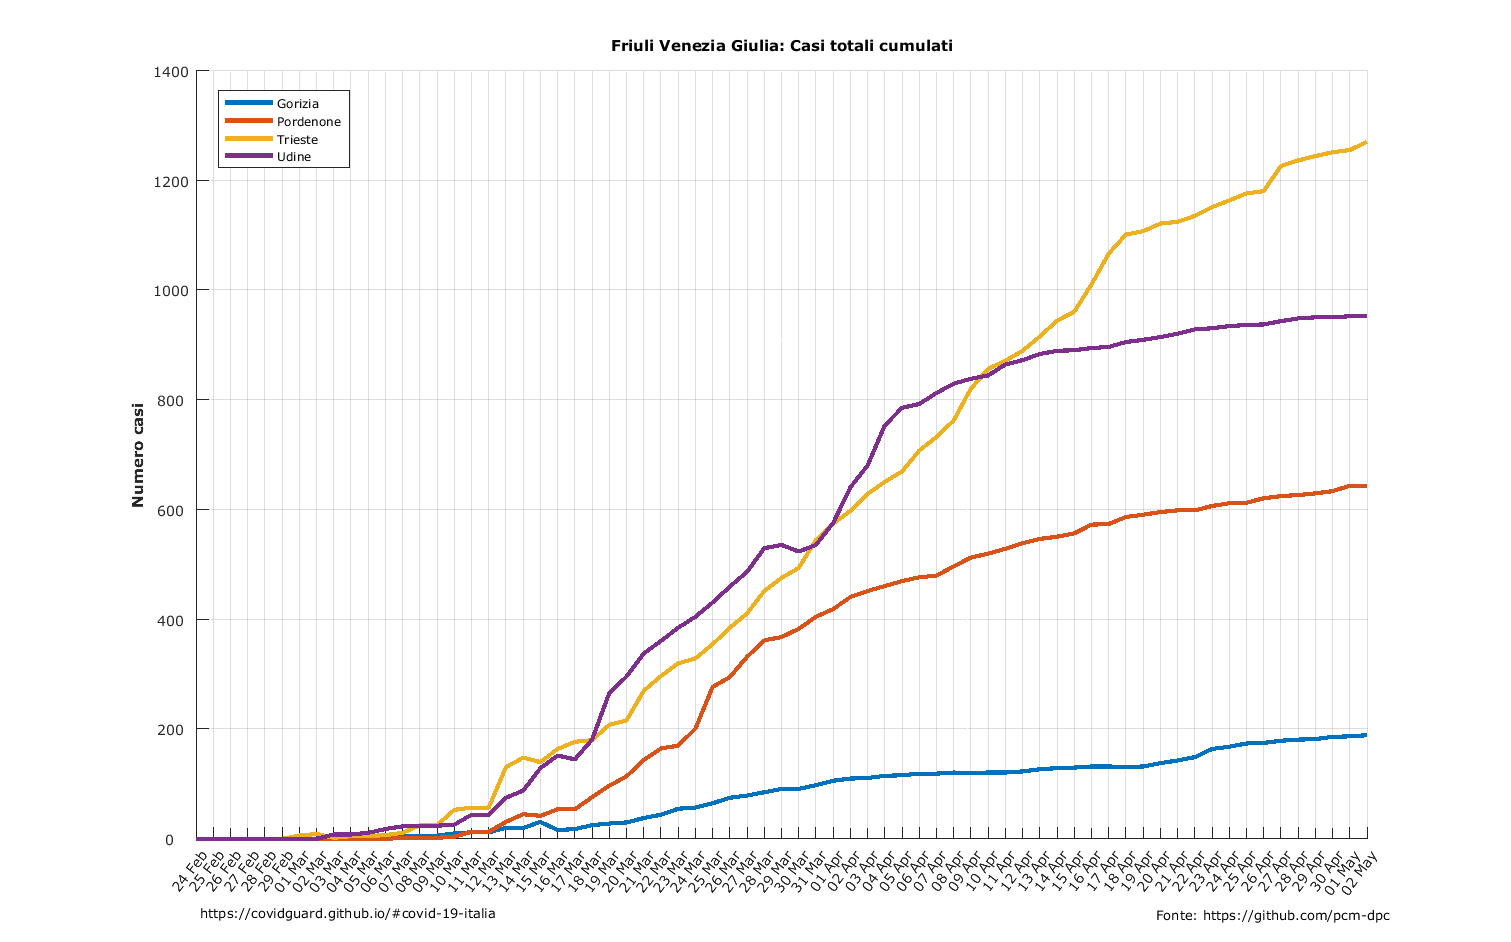 Friuli Venezia Giulia: Casi totali cumulati
1400
1200
1000
800
600
400
200
0
Numero casi
Gorizia
Pordenone
Trieste
Udine
24 Feb
25 Feb
26 Feb
27 Feb
28 Feb
29 Feb
01 Mar
02 Mar
03 Mar
04 Mar
05 Mar
06 Mar
07 Mar
08 Mar
09 Mar
10 Mar
11 Mar
12 Mar
13 Mar
14 Mar
15 Mar
16 Mar
17 Mar
18 Mar
19 Mar
20 Mar
21 Mar
22 Mar
23 Mar
24 Mar
25 Mar
26 Mar
27 Mar
28 Mar
29 Mar
30 Mar
31 Mar
01 Apr
02 Apr
03 Apr
04 Apr
05 Apr
06 Apr
07 Apr
08 Apr
09 Apr
10 Apr
11 Apr
12 Apr
13 Apr
14 Apr
15 Apr
16 Apr
17 Apr
18 Apr
19 Apr
20 Apr
21 Apr
22 Apr
23 Apr
24 Apr
25 Apr
26 Apr
27 Apr
28 Apr
29 Apr
30 Apr
01 May
02 May
https://covidguard.github.io/#covid-19-italia
Fonte: https://github.com/pcm-dpc